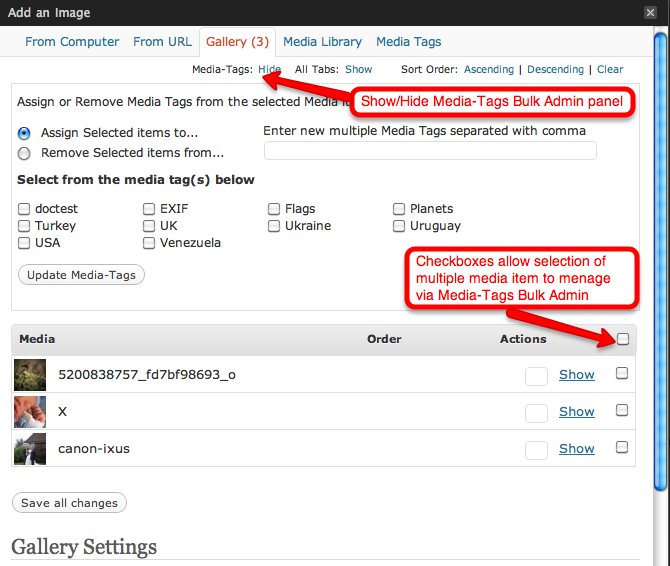 Add an Image
From Computer From URL Gallery (3) Media Library Media Tags
Media-Tags: Hide All Tabs: Show Sort Order: Ascending | Descending | Clear
Show/Hide Media-Tags Bulk Admin panel
Assign or Remove Media Tags from the selected Media
Assign Selected items to...
Enter new multiple Media Tags separated with comma
Remove Selected items from...
Select from the media tag(s) below
doctest EXIF Flags Planets
Turkey UK Ukraine Uruguay
USA Venezuela
Update Media-Tags
Checkboxes allow selection of
multiple media item to menage
via Media-Tags Bulk Admin
Media Order Actions
5200838757_fd7bf98693_o Show
X Show
canon-ixus Show
Save all changes
Gallery Settings